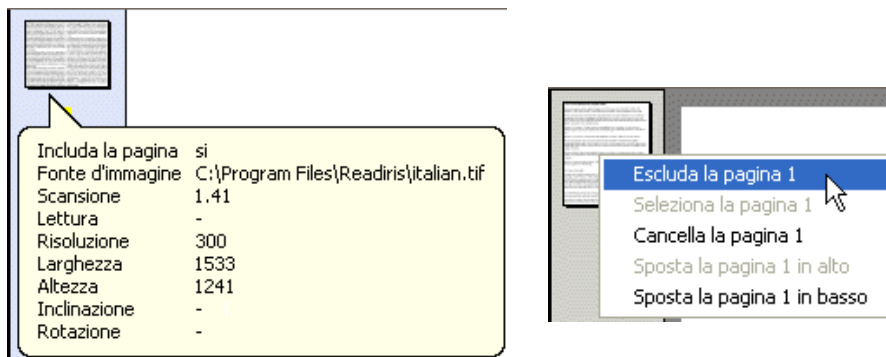 Includa la pagina si
Fonte d'immagine C:\Program Files\Readiris\italian.tif
Scansione 1.41
Lettura -
Risoluzione 300
Larghezza 1533
Altezza 1241
Inclinazione -
Rotazione -
Escluda la pagina 1
Seleziona la pagina 1
Cancella la pagina 1
Sposta la pagina 1 in alto
Sposta la pagina 1 in basso